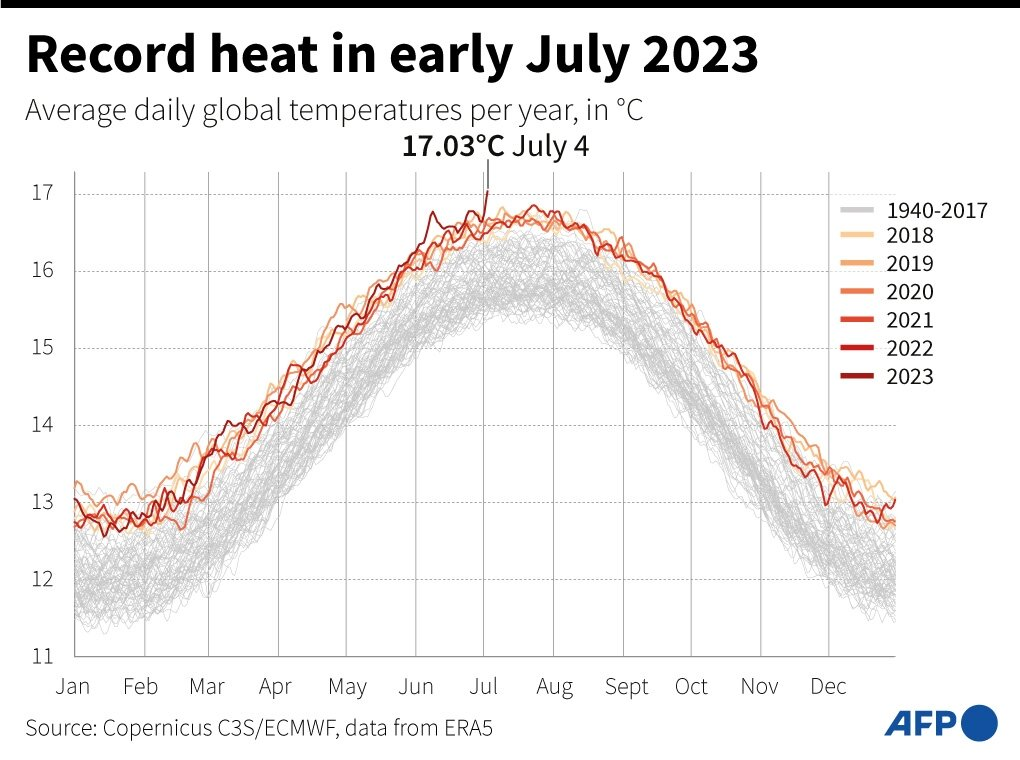 Record heat in early July 2023
Average daily global temperatures per year, in °C
17.03°C July 4
17
16
15
14
13
12
11
1940-2017
2018
2019
2020
2021
2022
2023
Jan Feb Mar Apr May Jun Jul Aug Sept Oct Nov Dec
Source: Copernicus C3S/ECMWF, data from ERA5
AFP